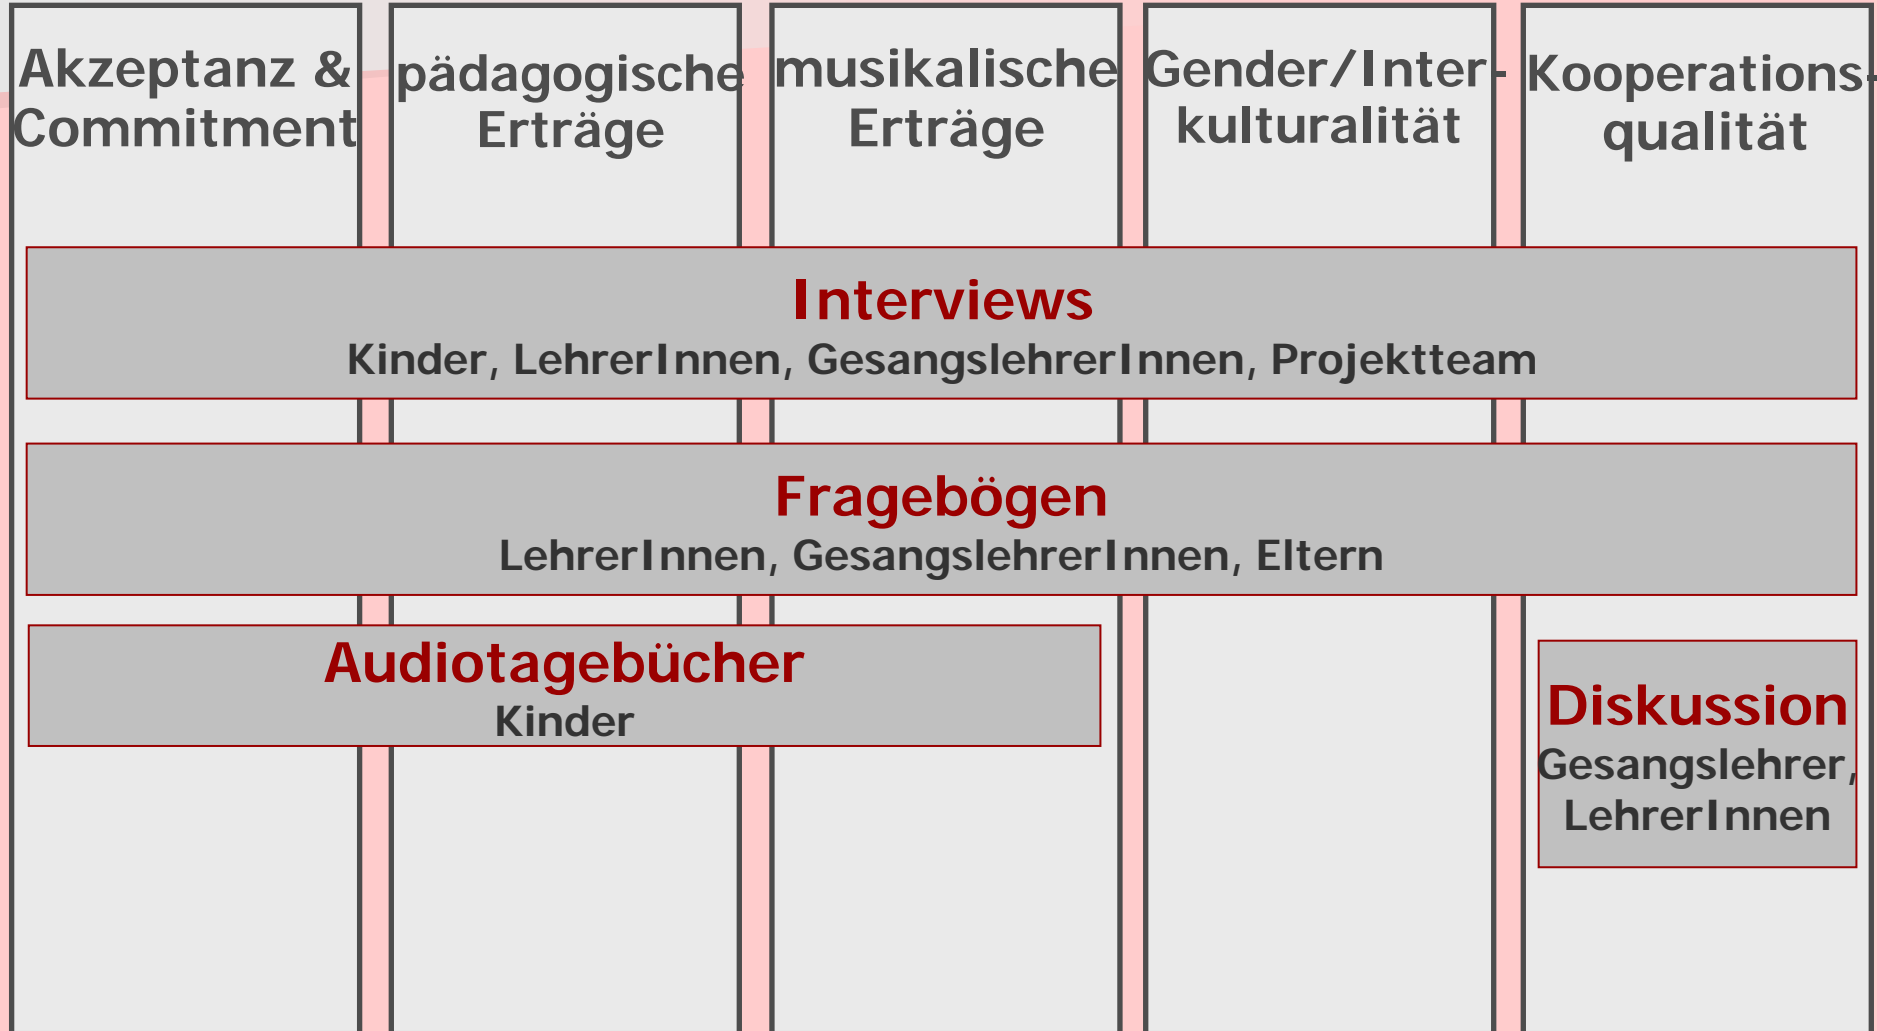 Akzeptanz &
Commitment
pädagogische
Erträge
musikalische
Erträge
Gender/Inter-
kulturalität
Kooperations-
qualität
Interviews
Kinder, LehrerInnen, GesangslehrerInnen, Projektteam
Fragebögen
LehrerInnen, GesangslehrerInnen, Eltern
Audiotagebücher
Kinder
Diskussion
Gesangslehrer,
LehrerInnen